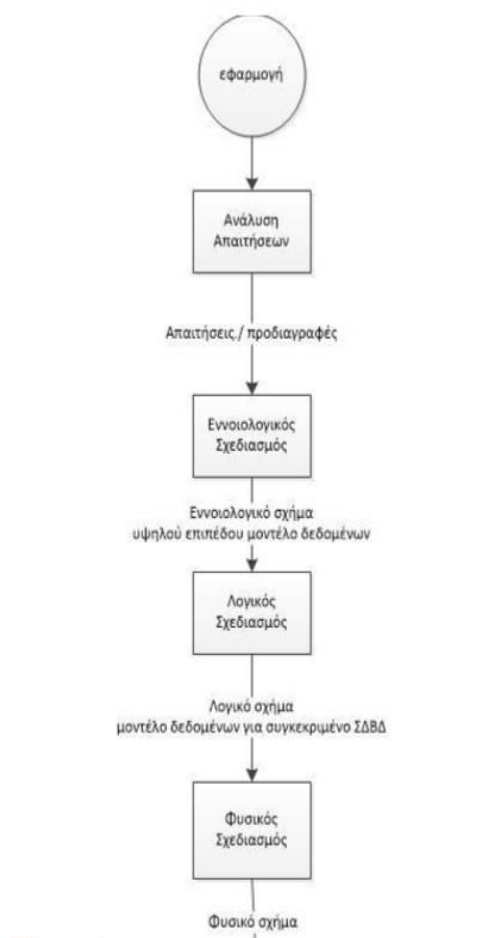 εφαρμογή
Ανάλυση
Απαιτήσεων
Απαιτήσεις./ προδιαγραφές
Εννοιολογικός
Σχεδιασμός
Εννοιολογικό σχήμα
υψηλού επιπέδου μοντέλο δεδομένων
Λογικός
Σχεδιασμός
Λογικό σχήμα
μοντέλο δεδομένων για συγκεκριμένο ΣΔΒΔ
Φυσικός
Σχεδιασμός
Φυσικό σχήμα